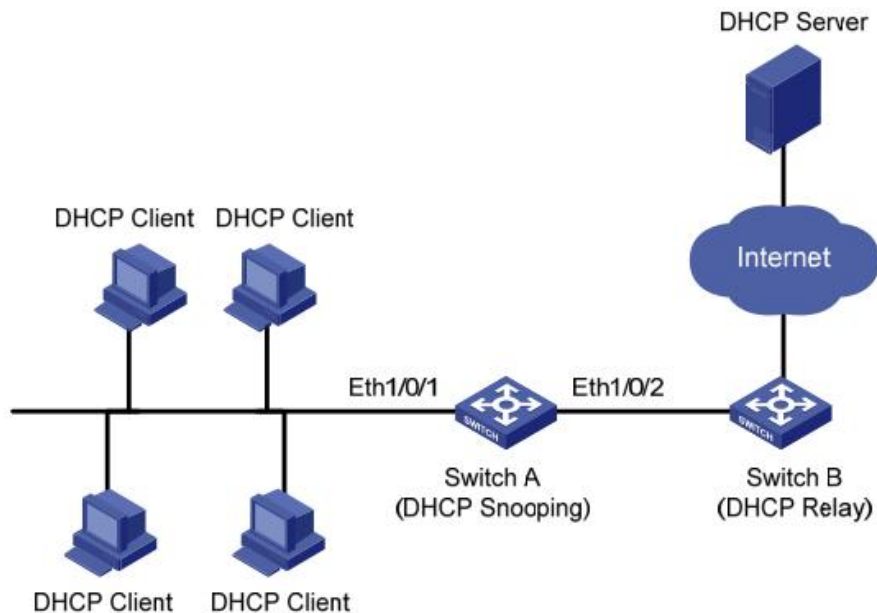 DHCP Server
Internet
DHCP Client
DHCP Client
Eth1/0/1
Eth1/0/2
SWITCH
SWITCH
Switch A
(DHCP Snooping)
Switch B
(DHCP Relay)
DHCP Client
DHCP Client